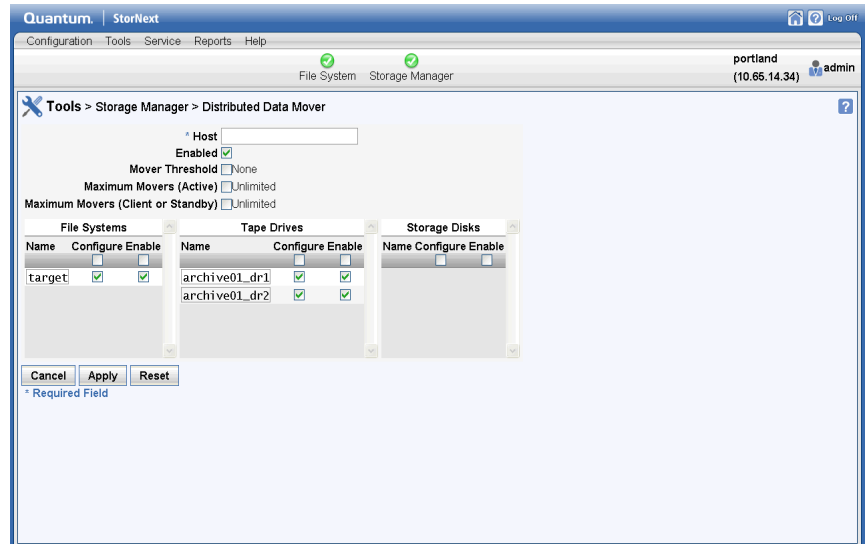 Quantum. StorNext
Log Off
Configuration Tools Service Reports Help
File System Storage Manager
portland
(10.65.14.34)
admin
Tools > Storage Manager > Distributed Data Mover
* Host
Enabled
Mover Threshold None
Maximum Movers (Active) Unlimited
Maximum Movers (Client or Standby) Unlimited
File Systems Tape Drives Storage Disks
Name Configure Enable Name Configure Enable Name Configure Enable
target archive01_dr1
archive01_dr2
Cancel Apply Reset
* Required Field